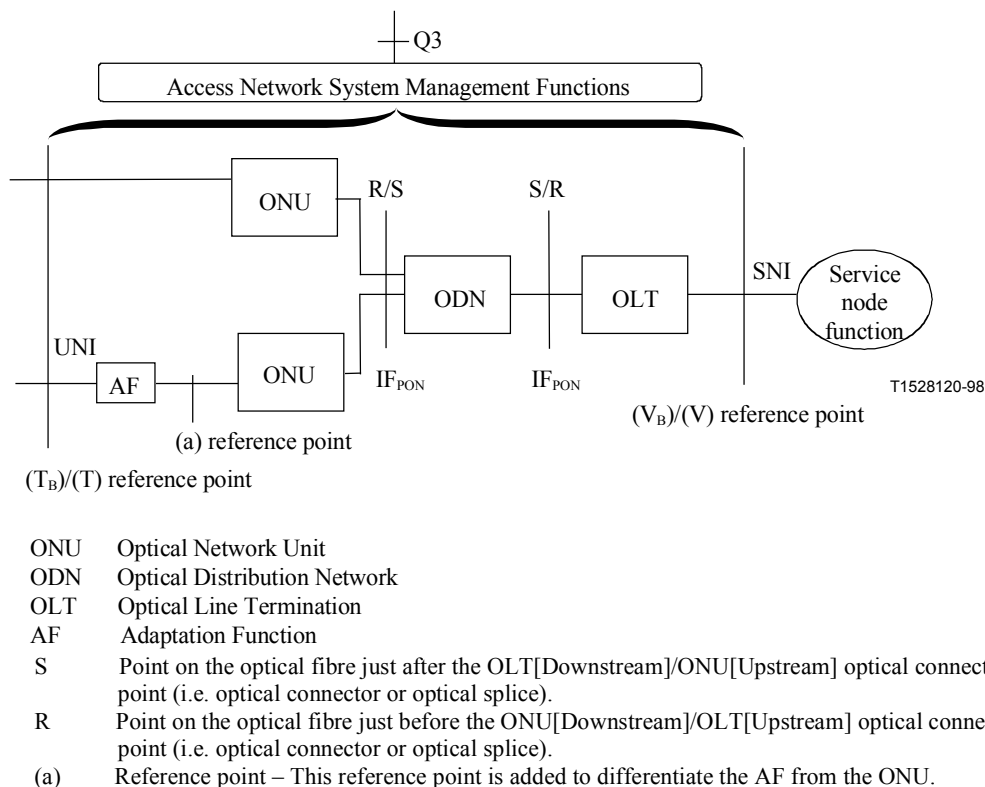 Q3
Access Network System Management Functions
ONU
R/S
S/R
ODN
OLT
SNI
Service
node
function
UNI
AF
ONU
IF_PON
IF_PON
T1528120-98
(V_B)/(V) reference point
(a) reference point
(T_B)/(T) reference point
ONU Optical Network Unit
ODN Optical Distribution Network
OLT Optical Line Termination
AF Adaptation Function
S Point on the optical fibre just after the OLT[Downstream]/ONU[Upstream] optical connect
point (i.e. optical connector or optical splice).
R Point on the optical fibre just before the ONU[Downstream]/OLT[Upstream] optical conne
point (i.e. optical connector or optical splice).
(a) Reference point – This reference point is added to differentiate the AF from the ONU.